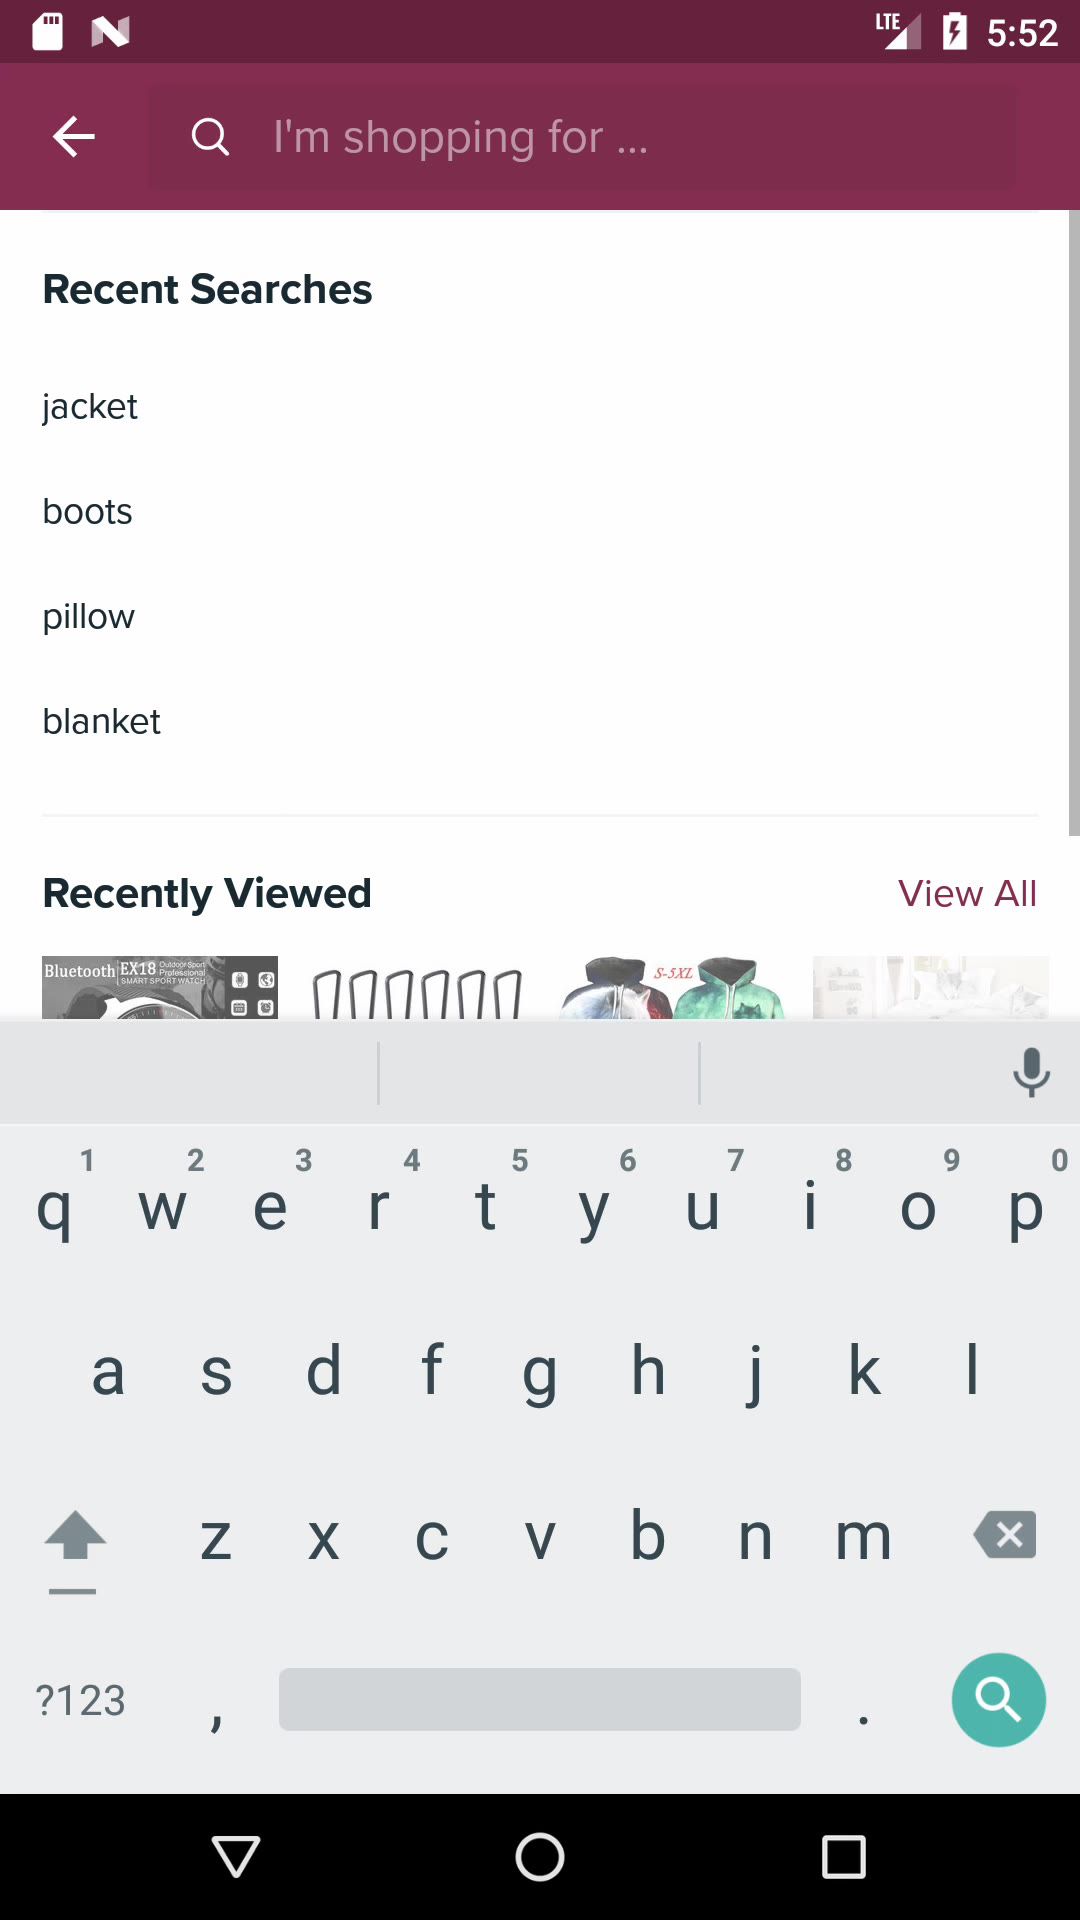 LTE 5:52
I'm shopping for ...
Recent Searches
jacket
boots
pillow
blanket
Recently Viewed View All
Bluetooth EX18 Outdoor Sport
Professional
SMART SPORT WATCH
S-5XL
1 2 3 4 5 6 7 8 9 0
q w e r t y u i o p
a s d f g h j k l
z x c v b n m
?123 , .